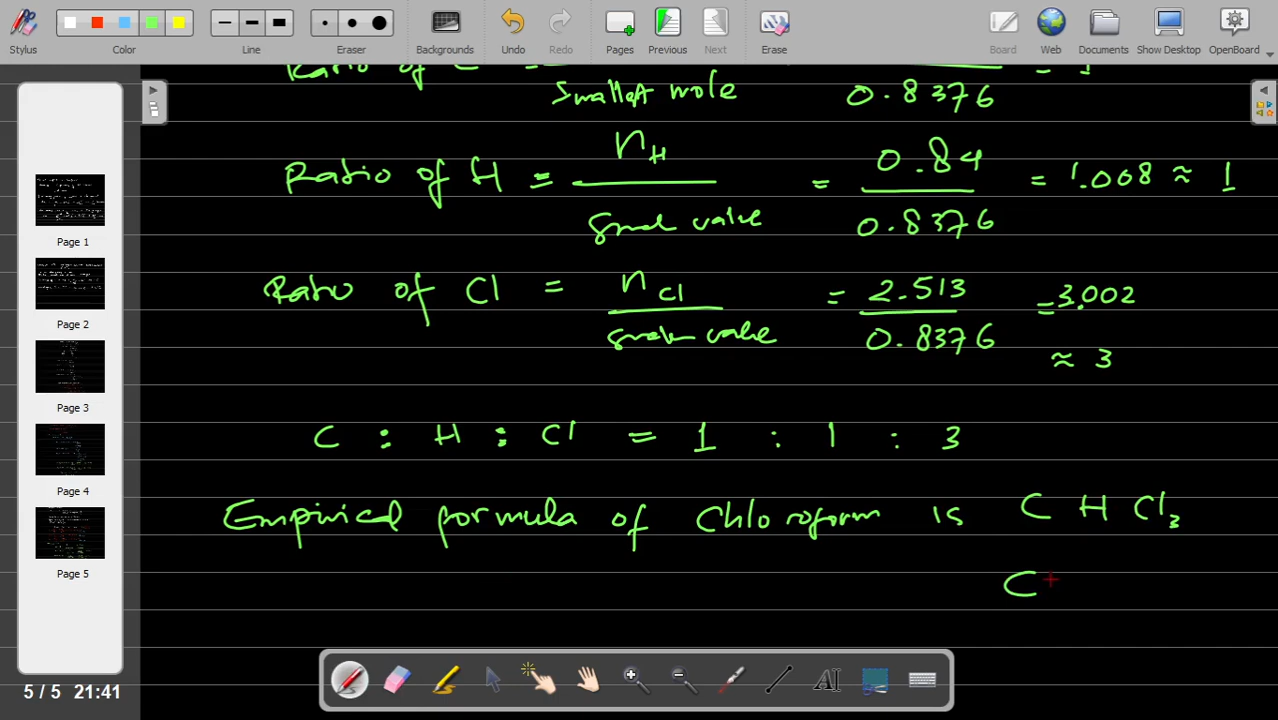 Stylus Color Line Eraser Backgrounds Undo Redo Pages Previous Next Erase Board Web Documents Show Desktop OpenBoard
Ratio of = = 1
Smallest mole 0.8376
Ratio of H = nH / small value = 0.84 / 0.8376 = 1.008 ≈ 1
Ratio of Cl = nCl / small value = 2.513 / 0.8376 = 3.002
≈ 3
C : H : Cl = 1 : 1 : 3
Empirical formula of Chloroform is C H Cl3
C
Page 1
Page 2
Page 3
Page 4
Page 5
5 / 5 21:41